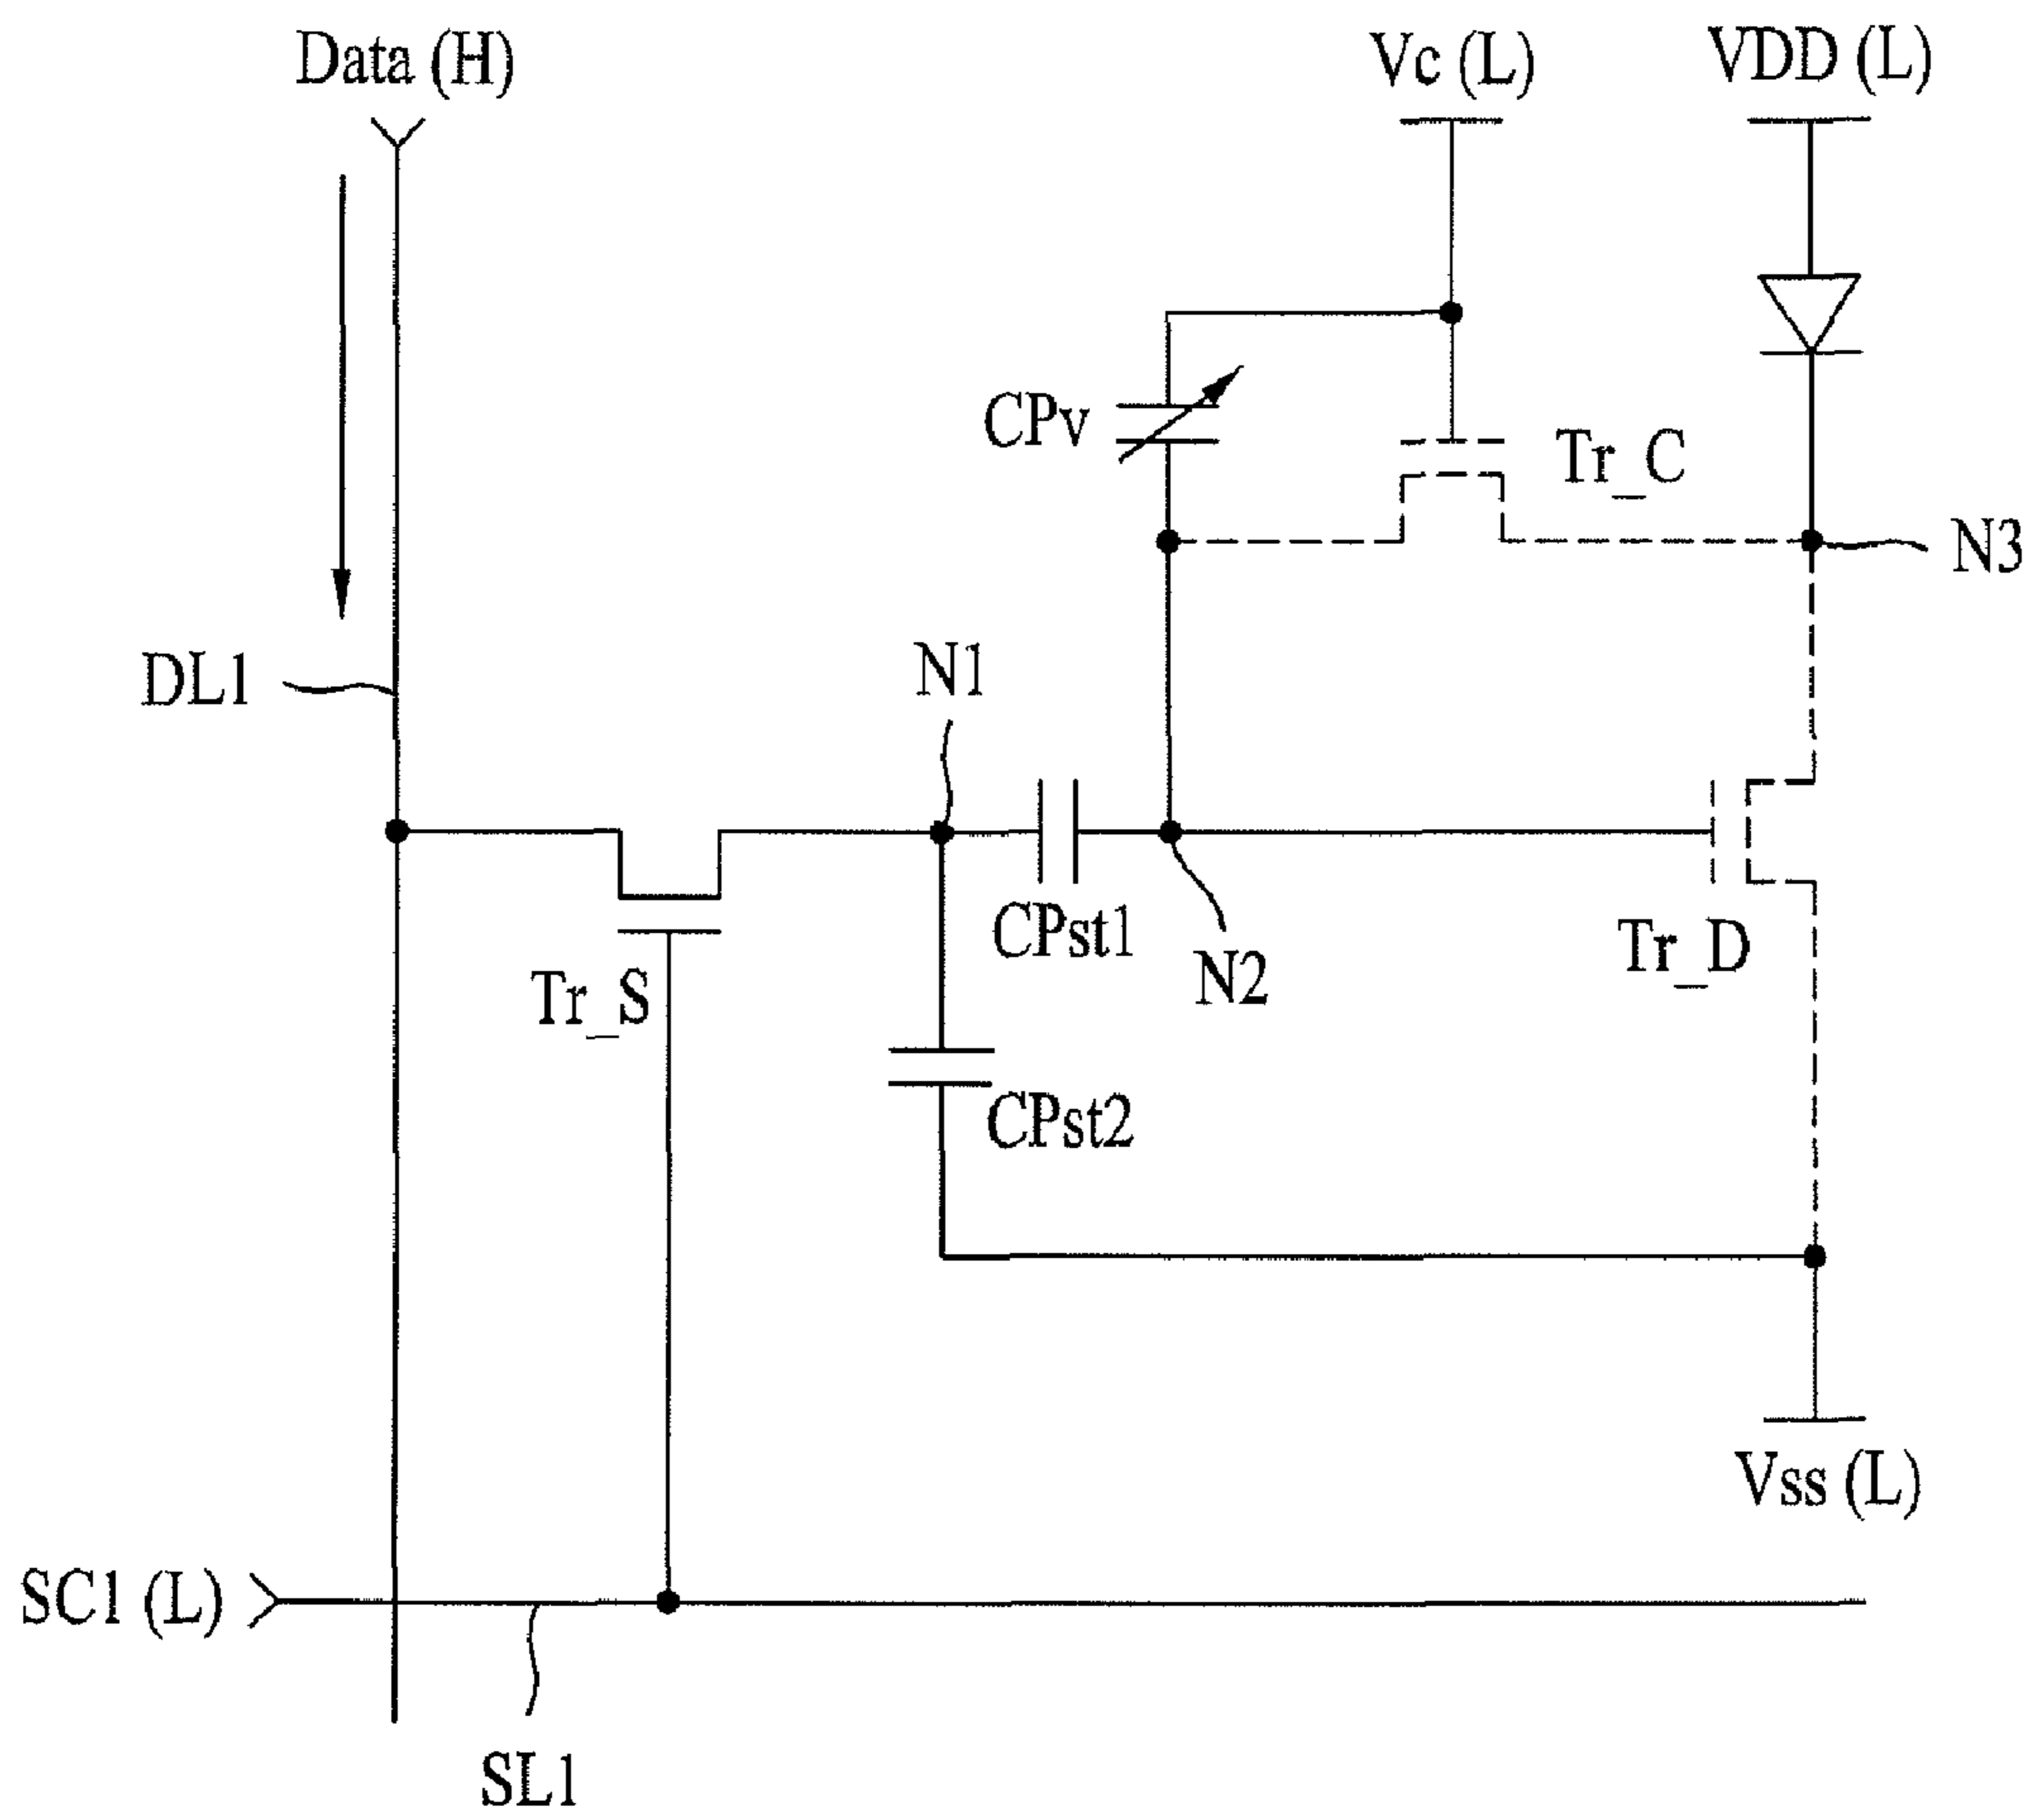 Data (H)
Vc (L)
VDD (L)
CPv
Tr_C
N3
DL1
N1
CPst1
N2
Tr_D
Tr_S
CPst2
Vss (L)
SC1 (L)
SL1